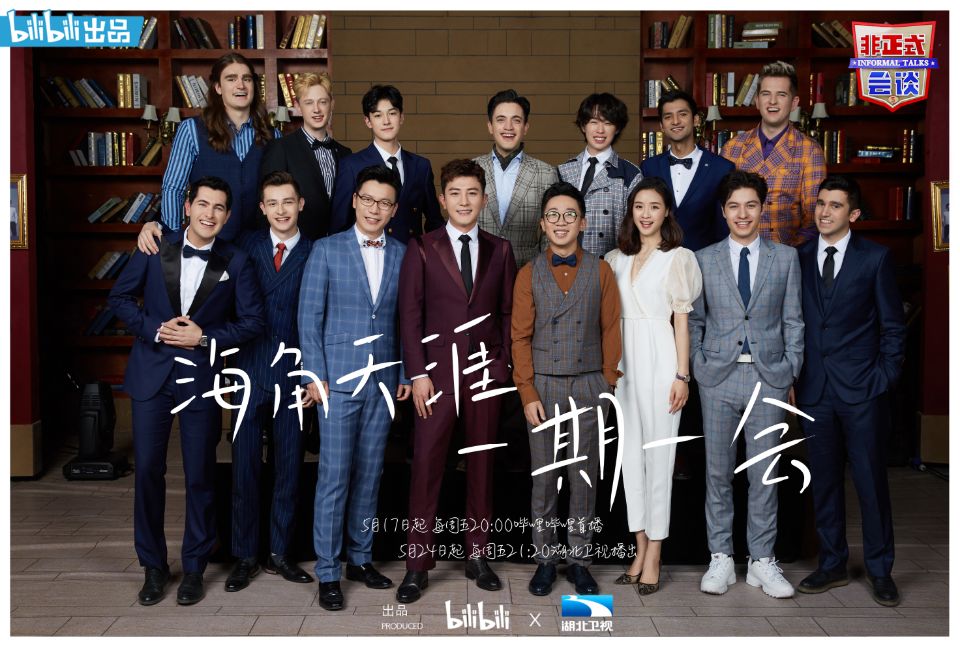 bilibili出品
非正式
INFORMAL TALKS
会谈
5
海角天涯
一期一会
5月17日起 每周五20:00哔哩哔哩首播
5月24日起 每周五21:20湖北卫视播出
出品
PRODUCED
bilibili
X
湖北卫视